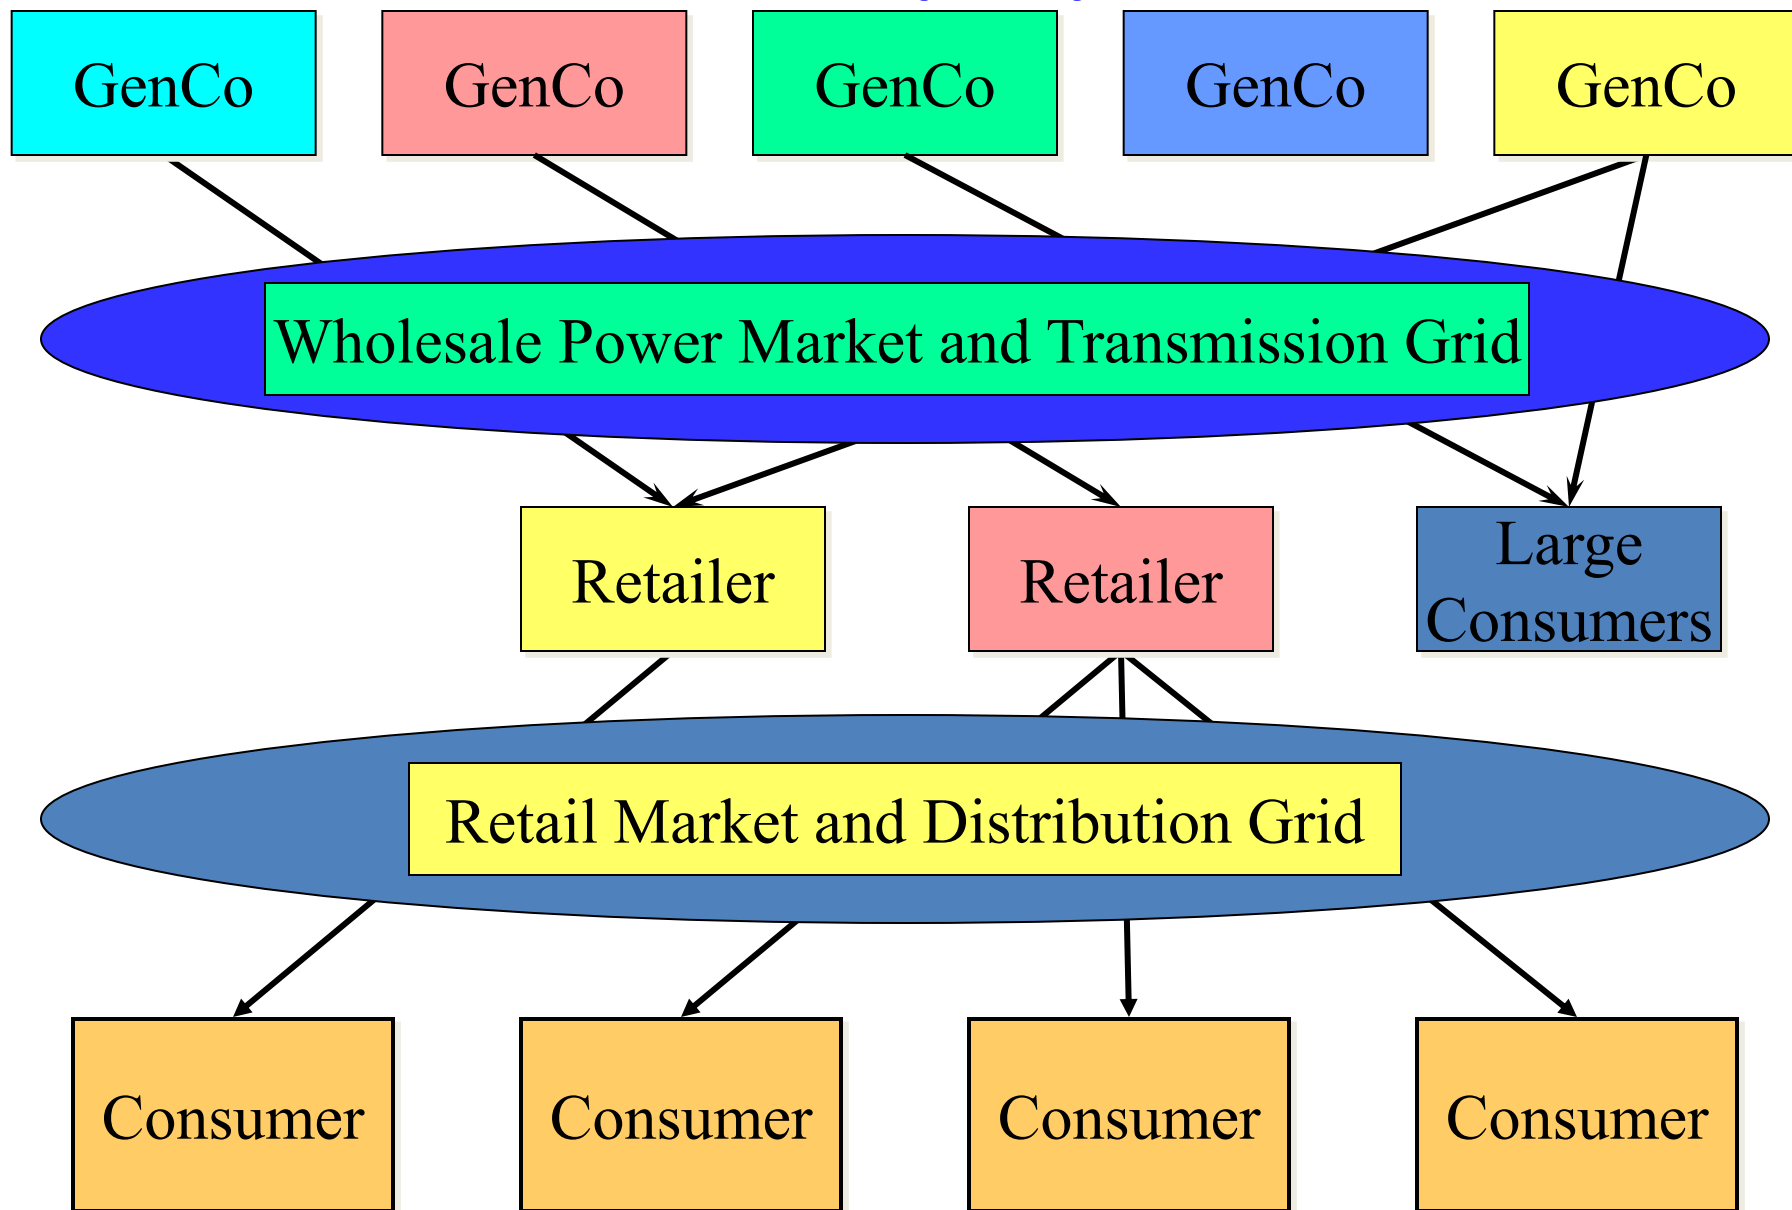 GenCo
GenCo
GenCo
GenCo
GenCo
Wholesale Power Market and Transmission Grid
Retailer
Retailer
Large
Consumers
Retail Market and Distribution Grid
Consumer
Consumer
Consumer
Consumer